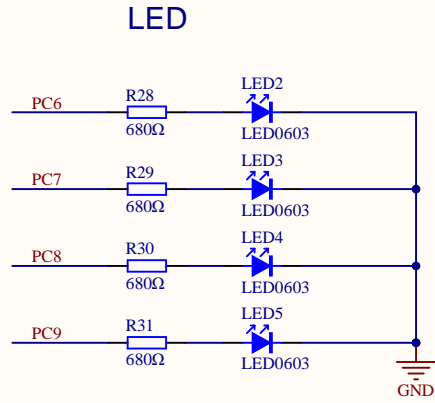 LED
LED2
R28
PC6
680Ω
LED0603
LED3
R29
PC7
680Ω
LED0603
LED4
R30
PC8
680Ω
LED0603
LED5
R31
PC9
680Ω
LED0603
GND